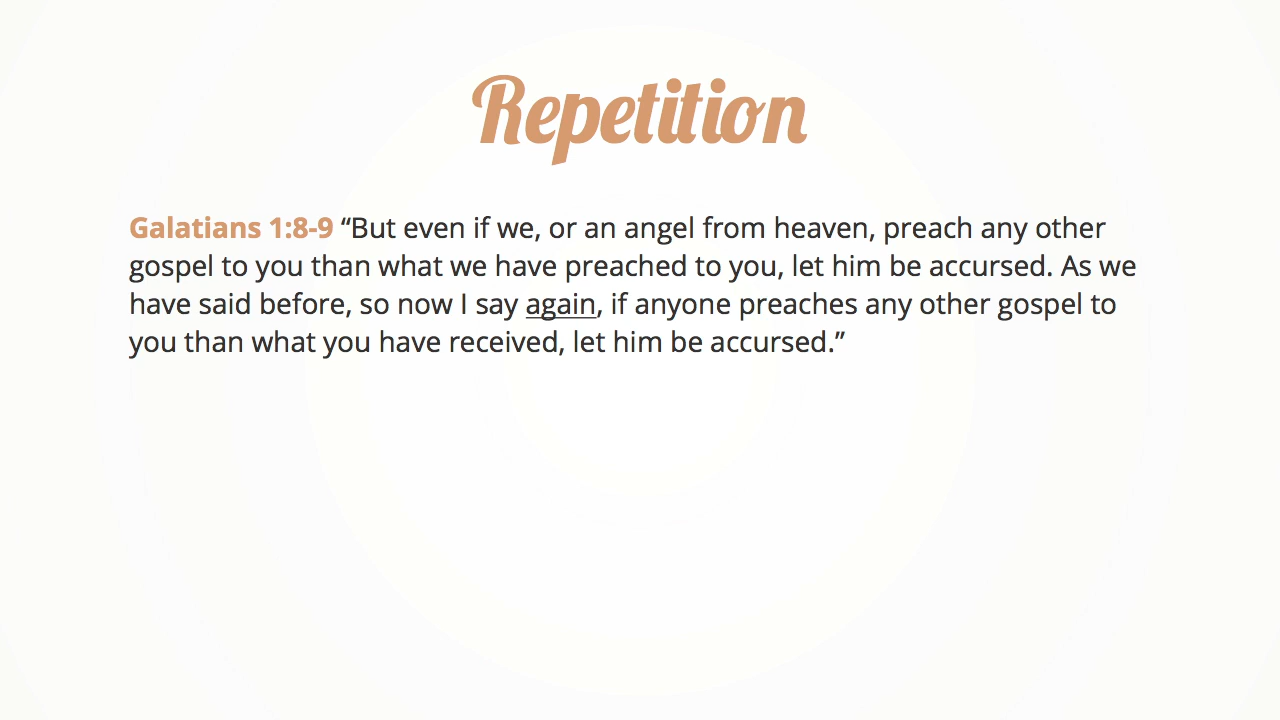 Repetition
Galatians 1:8-9 “But even if we, or an angel from heaven, preach any other
gospel to you than what we have preached to you, let him be accursed. As we
have said before, so now I say again, if anyone preaches any other gospel to
you than what you have received, let him be accursed.”